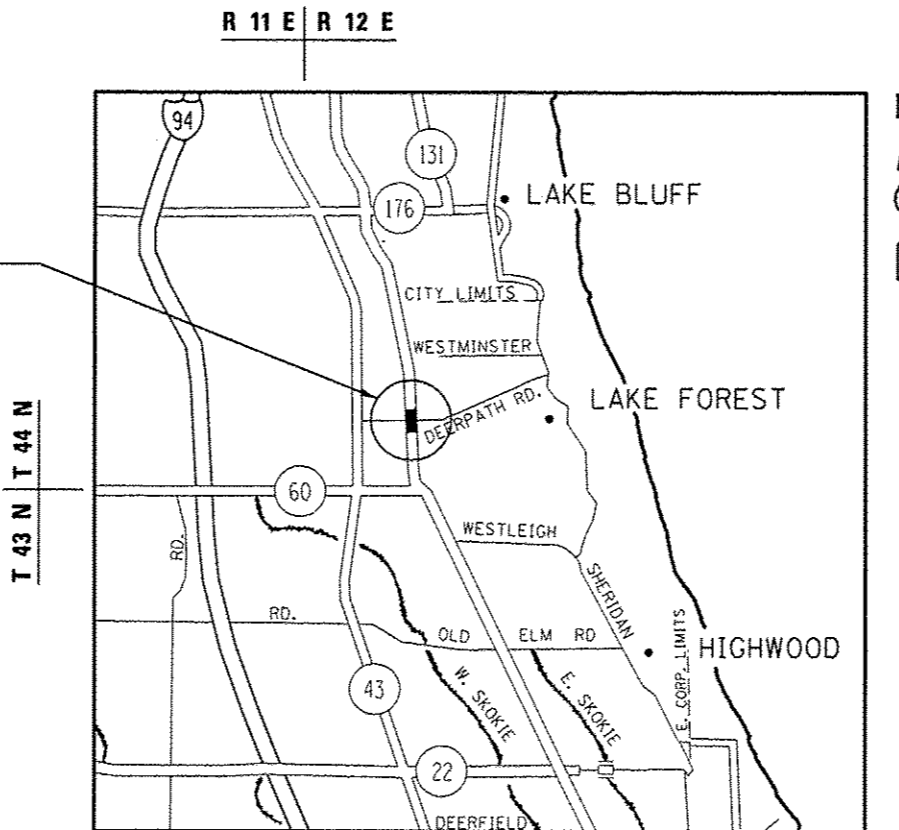 R 11 E R 12 E
94
131
176
LAKE BLUFF
CITY LIMITS
WESTMINSTER
DEERPATH RD.
LAKE FOREST
T 43 N T 44 N
60
RD.
WESTLEIGH
SHERIDAN
RD.
OLD ELM RD
HIGHWOOD
E. CORP. LIMITS
W. SKOKIE
E. SKOKIE
43
22
DEERFIELD